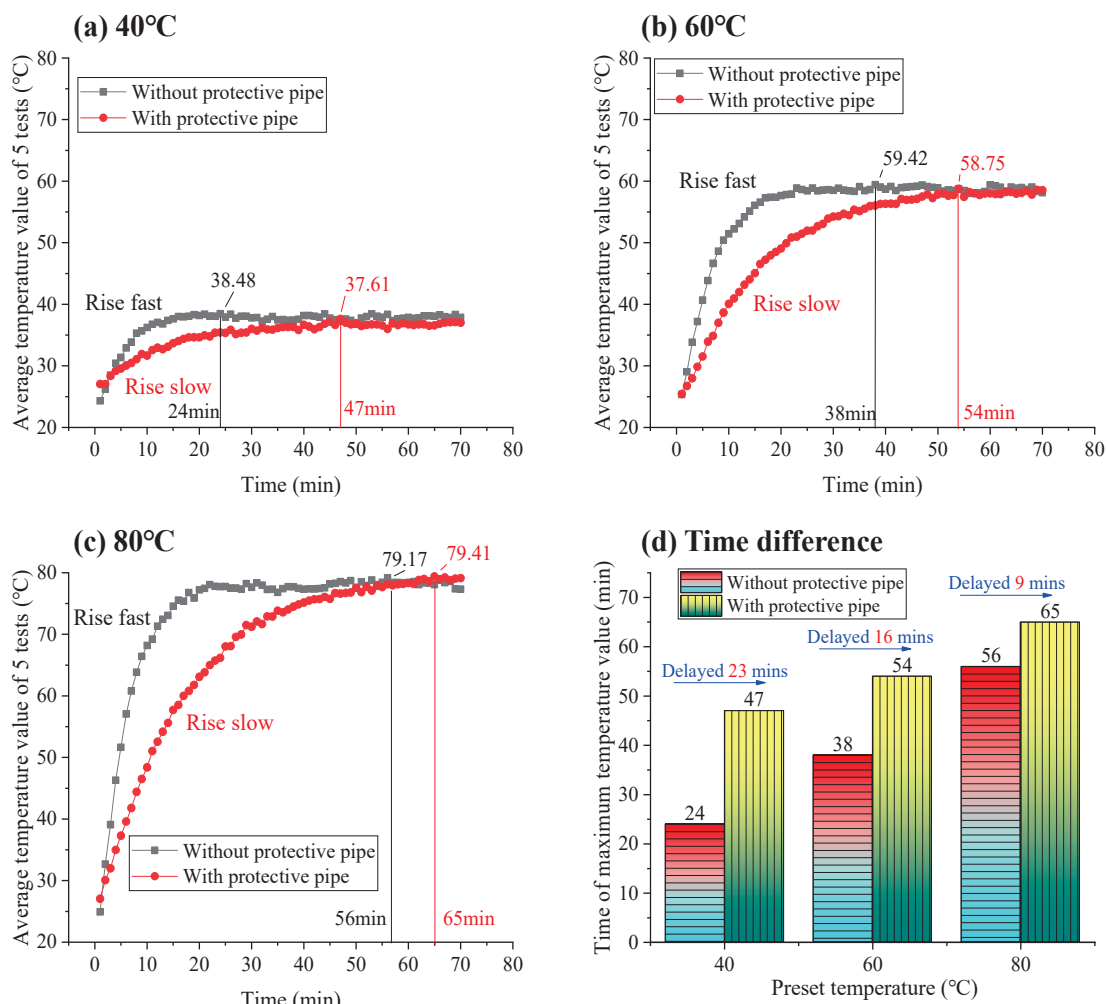 (a) 40℃
Average temperature value of 5 tests (℃)
80
70
60
50
40
30
20
Without protective pipe
With protective pipe
Rise fast
38.48
37.61
Rise slow
24min
47min
0 10 20 30 40 50 60 70 80
Time (min)
(b) 60℃
Average temperature value of 5 tests (℃)
80
70
60
50
40
30
20
Without protective pipe
With protective pipe
Rise fast
59.42
58.75
Rise slow
38min
54min
0 10 20 30 40 50 60 70 80
Time (min)
(c) 80℃
Average temperature value of 5 tests (℃)
80
70
60
50
40
30
20
79.17
79.41
Rise fast
Rise slow
Without protective pipe
With protective pipe
56min
65min
0 10 20 30 40 50 60 70 80
Time (min)
(d) Time difference
Time of maximum temperature value (min)
70
60
50
40
30
20
10
0
Without protective pipe
With protective pipe
Delayed 23 mins
Delayed 16 mins
Delayed 9 mins
24
47
38
54
56
65
40 60 80
Preset temperature (℃)